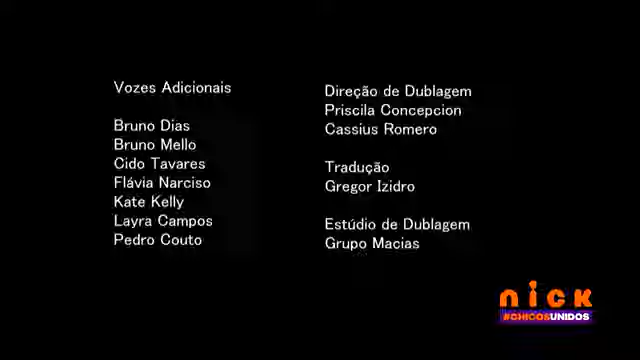 Vozes Adicionais
Bruno Dias
Bruno Mello
Cido Tavares
Flávia Narciso
Kate Kelly
Layra Campos
Pedro Couto
Direção de Dublagem
Priscila Concepcion
Cassius Romero
Tradução
Gregor Izidro
Estúdio de Dublagem
Grupo Macias
nick
#CHICOSUNIDOS